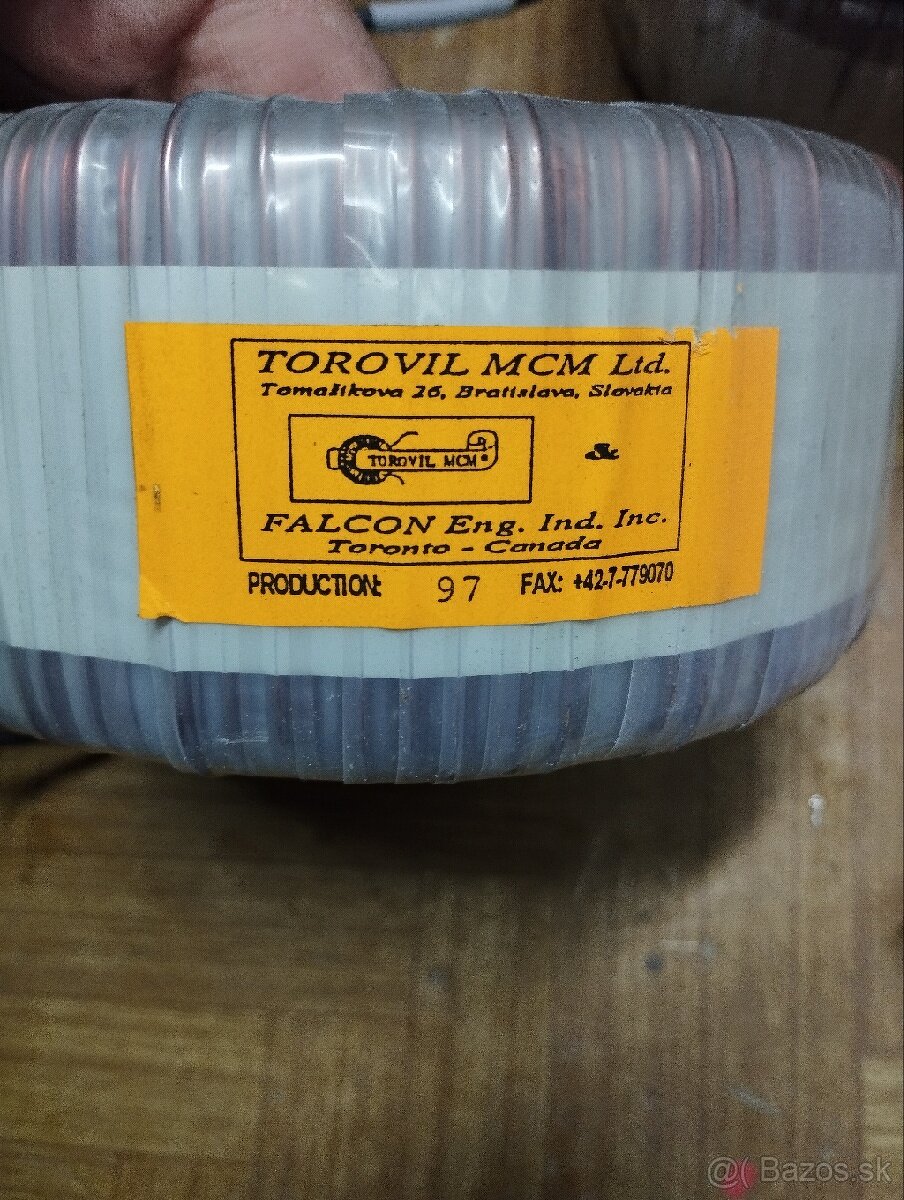 TOROVIL MCM Ltd.
Tomašikova 26, Bratislava, Slovakia
TOROVIL MCM
&
FALCON Eng. Ind. Inc.
Toronto - Canada
PRODUCTION: 97 FAX: +42-7-779070
Bazos.sk